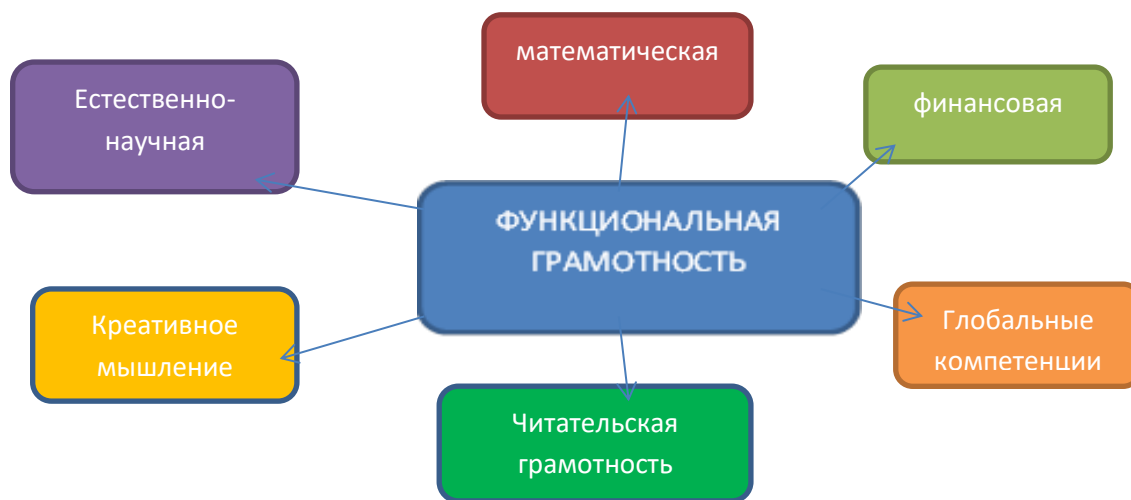 математическая
Естественно-
научная
финансовая
ФУНКЦИОНАЛЬНАЯ
ГРАМОТНОСТЬ
Креативное
мышление
Глобальные
компетенции
Читательская
грамотность